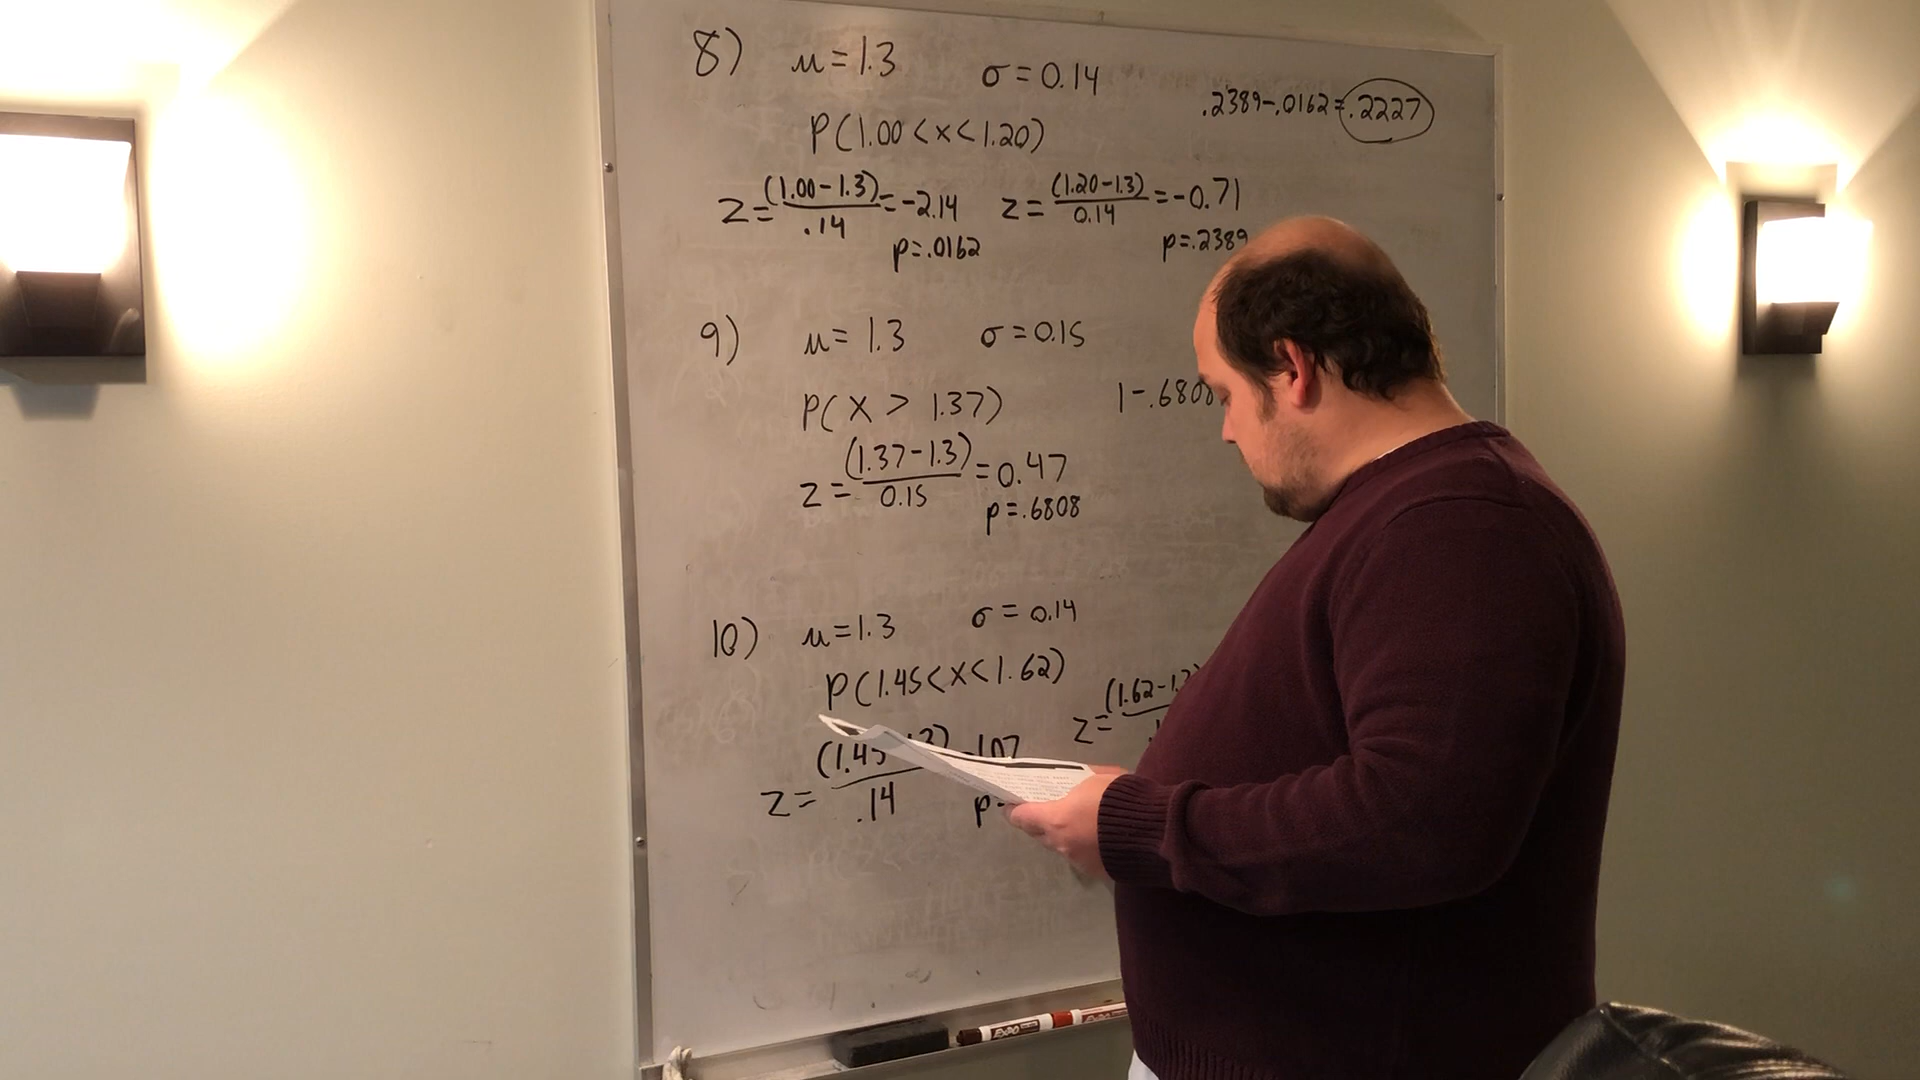 8) μ=1.3 σ=0.14
.2389-.0162=.2227
P(1.00<x<1.20)
z=(1.00-1.3)/.14=-2.14 z=(1.20-1.3)/0.14=-0.71
p=.0162 p=.2389
9) μ=1.3 σ=0.15
P(X>1.37) 1-.6808
z=(1.37-1.3)/0.15=0.47
p=.6808
10) μ=1.3 σ=0.14
P(1.45<x<1.62)
z=(1.62-1.3
z=(1.45 .3)/.14 1.07
p=
EXPO
EXPO